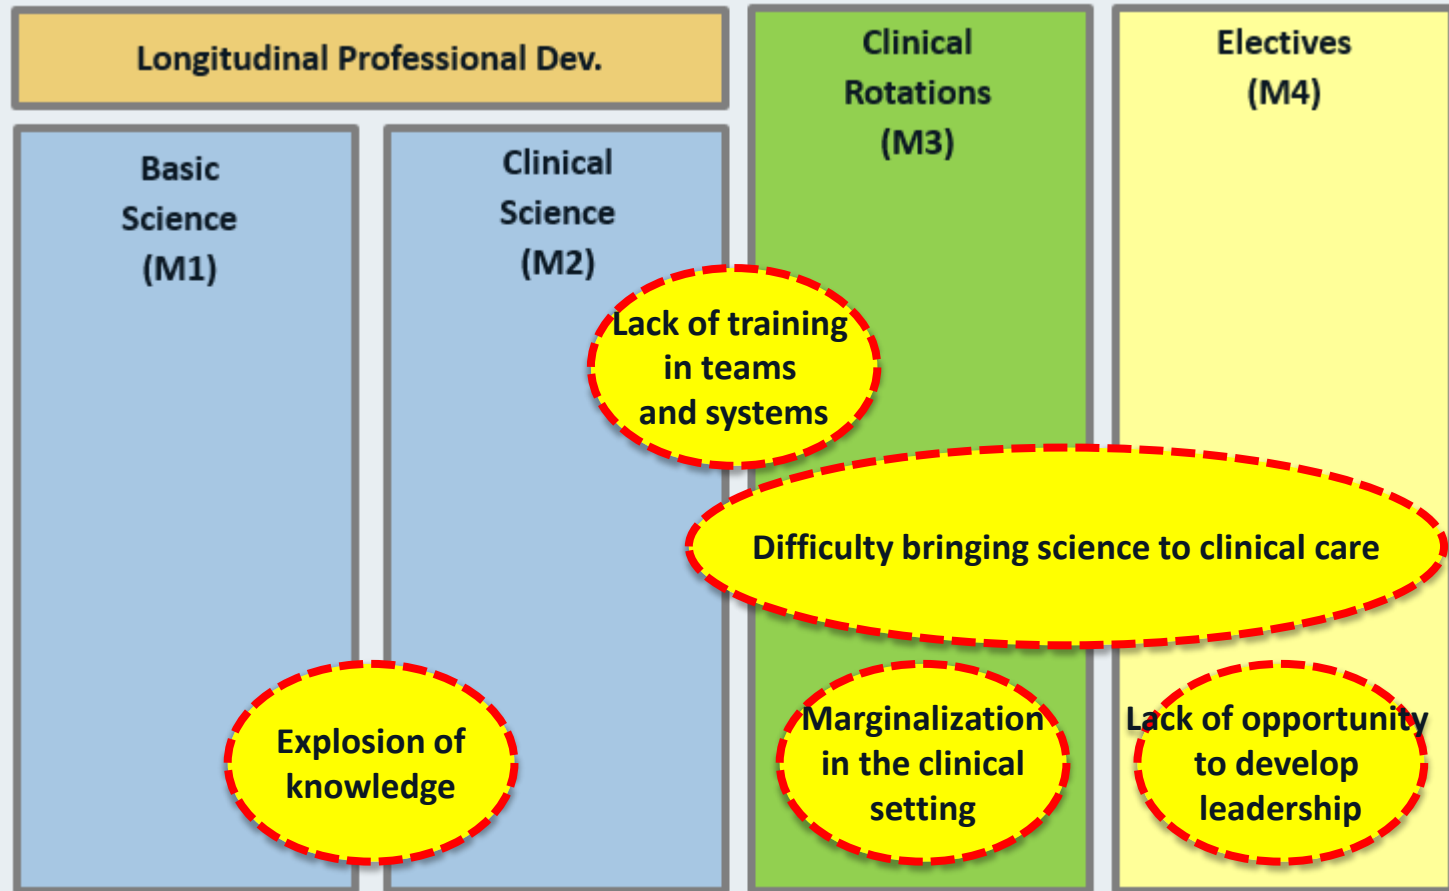 Longitudinal Professional Dev.
Basic
Science
(M1)
Clinical
Science
(M2)
Clinical
Rotations
(M3)
Electives
(M4)
Lack of training
in teams
and systems
Difficulty bringing science to clinical care
Explosion of
knowledge
Marginalization
in the clinical
setting
Lack of opportunity
to develop
leadership